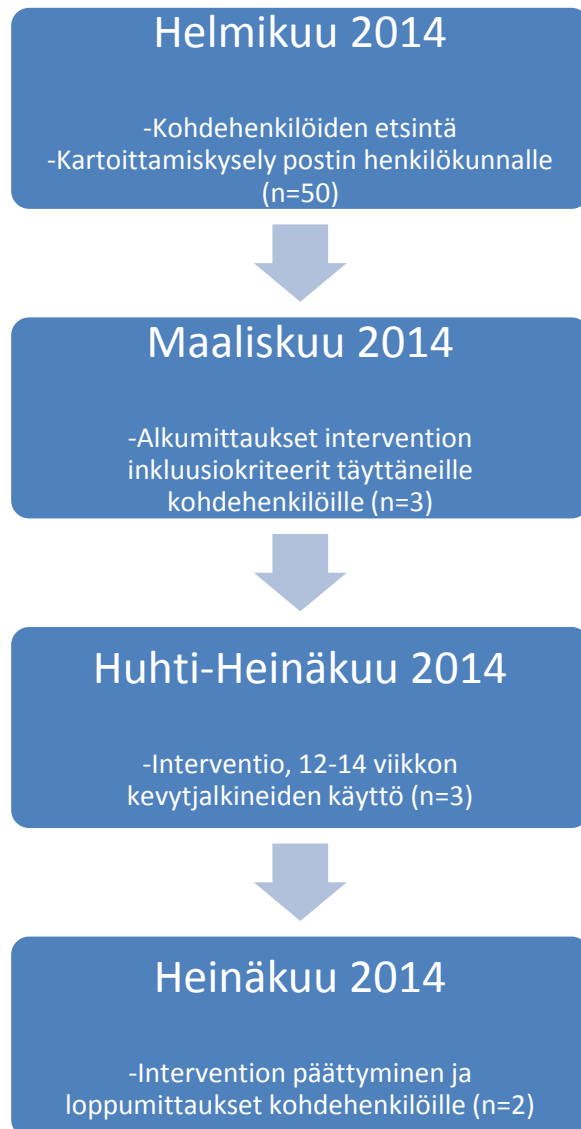 Helmikuu 2014
-Kohdehenkilöiden etsintä
-Kartoittamiskysely postin henkilökunnalle
(n=50)
Maaliskuu 2014
-Alkumittaukset intervention
inkluusiokriteerit täyttäneille
kohdehenkilöille (n=3)
Huhti-Heinäkuu 2014
-Interventio, 12-14 viikkon
kevytjalkineiden käyttö (n=3)
Heinäkuu 2014
-Intervention päättyminen ja
loppumittaukset kohdehenkilöille (n=2)